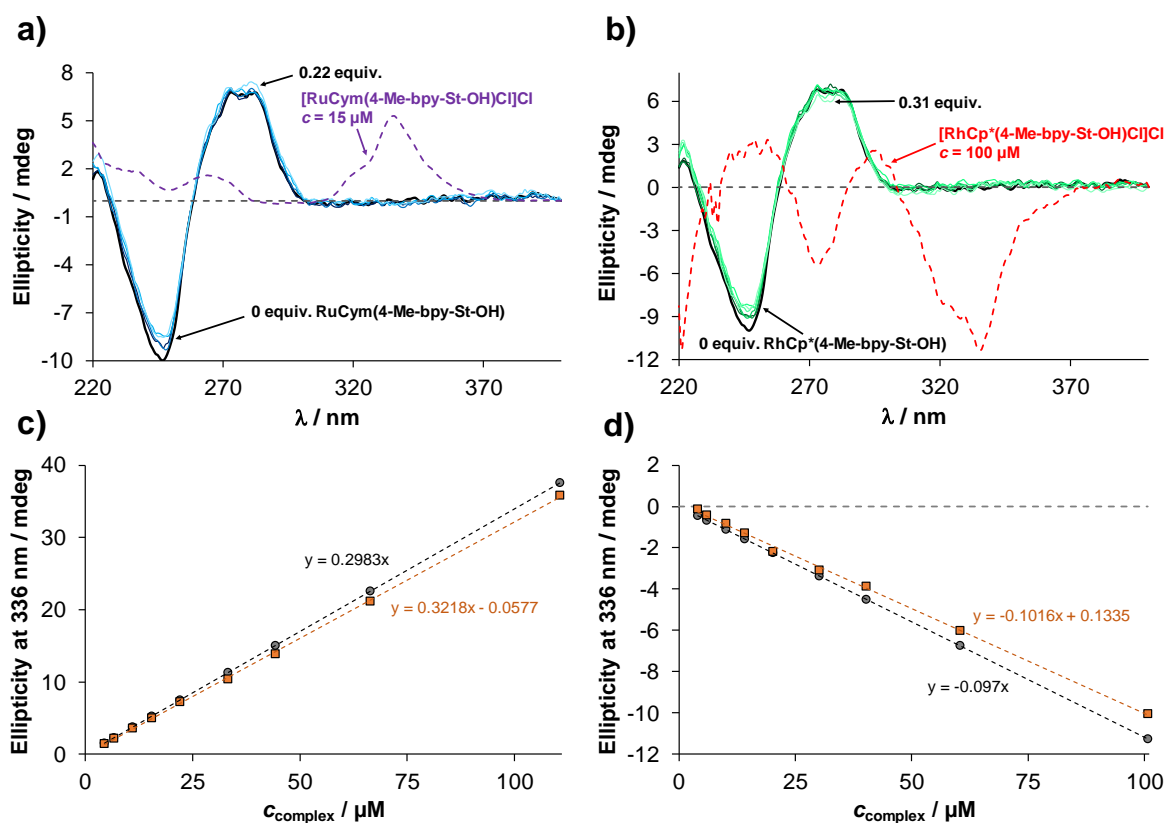 a)
8
5
2
-1
-4
-7
-10
220
270
320
370
Ellipticity / mdeg
λ / nm
0.22 equiv.
[RuCym(4-Me-bpy-St-OH)Cl]Cl
c = 15 µM
0 equiv. RuCym(4-Me-bpy-St-OH)
b)
6
3
0
-3
-6
-9
-12
220
270
320
370
Ellipticity / mdeg
λ / nm
0.31 equiv.
[RhCp*(4-Me-bpy-St-OH)Cl]Cl
c = 100 µM
0 equiv. RhCp*(4-Me-bpy-St-OH)
c)
40
30
20
10
0
0
25
50
75
100
Ellipticity at 336 nm / mdeg
ccomplex / µM
y = 0.2983x
y = 0.3218x - 0.0577
d)
2
0
-2
-4
-6
-8
-10
-12
0
25
50
75
100
Ellipticity at 336 nm / mdeg
ccomplex / µM
y = -0.1016x + 0.1335
y = -0.097x